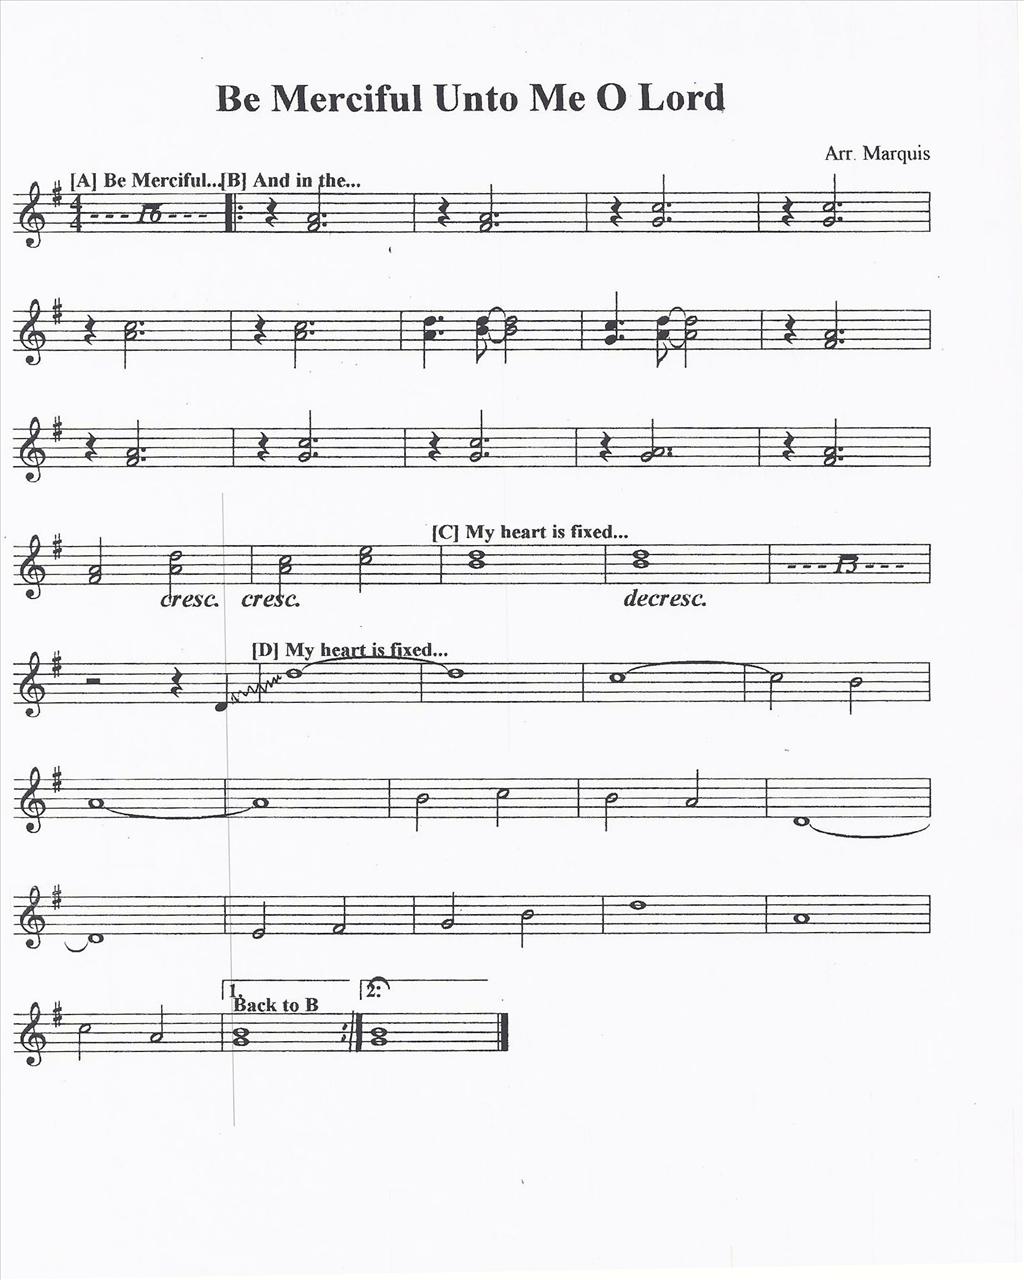 Be Merciful Unto Me O Lord
Arr. Marquis
[A] Be Merciful...[B] And in the...
4
4
---16---
[C] My heart is fixed...
---13---
cresc. cresc. decresc.
[D] My heart is fixed...
1. 2:
Back to B